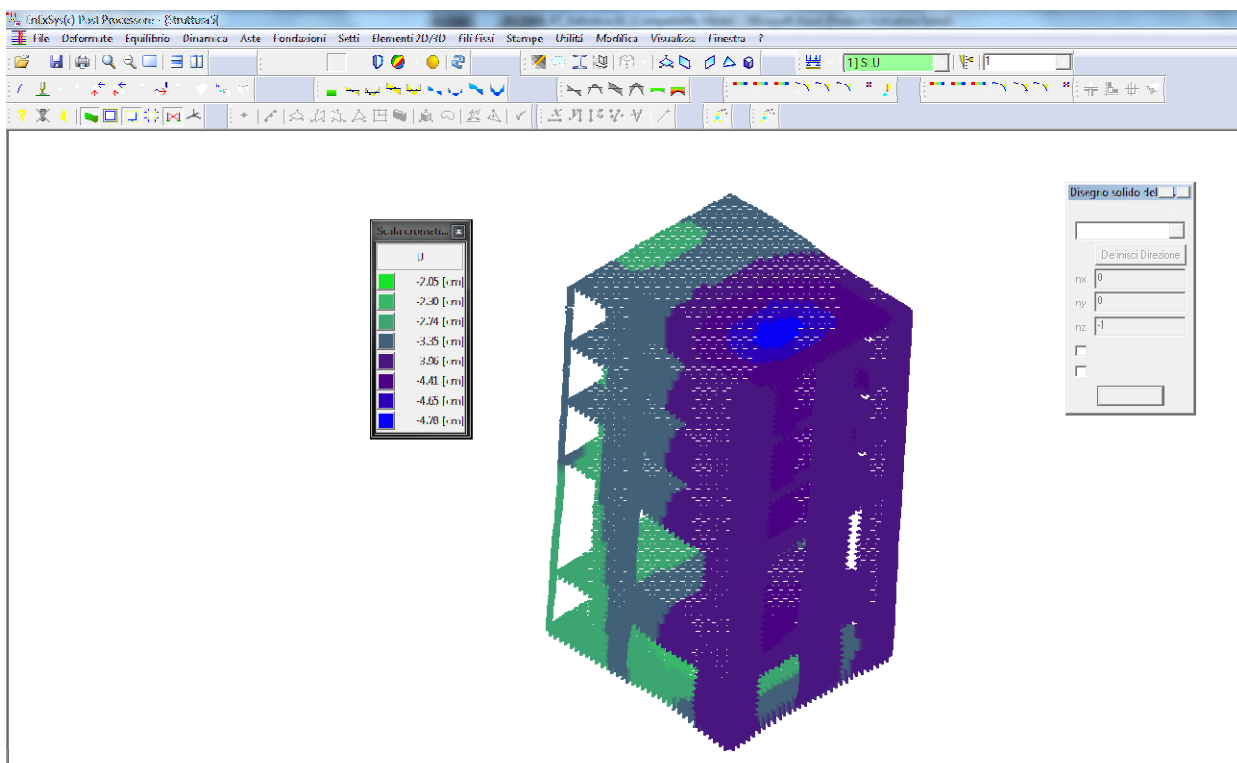 EnExSys(c) Post Processore - [Struttura5]
File Deformate Equilibrio Dinamica Aste Fondazioni Setti Elementi 2D/3D Fili fissi Stampe Utilità Modifica Visualizza Finestra ?
1] S.U
1
Scala cromati...
U
-2.05 [cm]
-2.30 [cm]
-2.74 [cm]
-3.35 [cm]
-3.96 [cm]
-4.41 [cm]
-4.65 [cm]
-4.78 [cm]
Disegno solido del
Definisci Direzione
nx 0
ny 0
nz -1